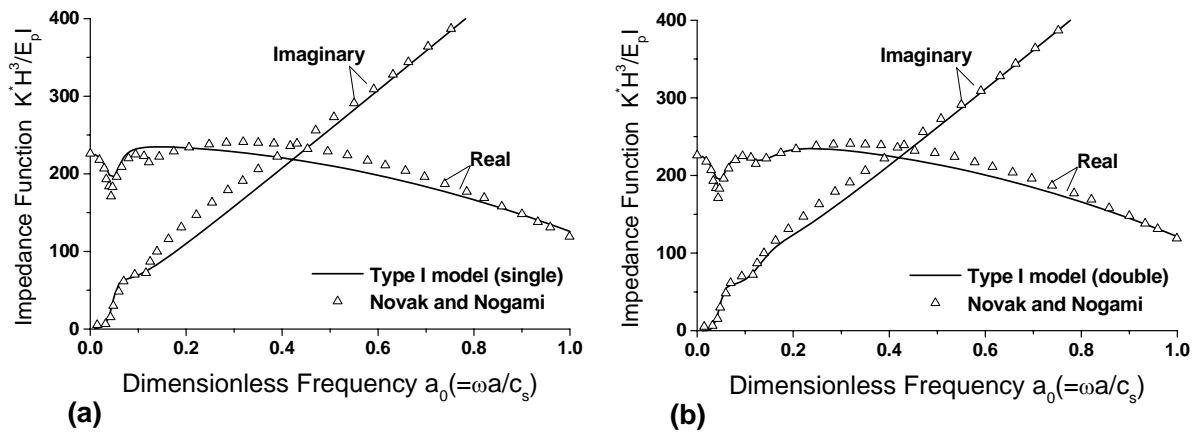 400
300
200
100
0
0.0 0.2 0.4 0.6 0.8 1.0
Impedance Function K*H³/EₚI
Imaginary
Real
Type I model (single)
Novak and Nogami
Dimensionless Frequency a₀(=ωa/cₛ)
(a)
400
300
200
100
0
0.0 0.2 0.4 0.6 0.8 1.0
Impedance Function K*H³/EₚI
Imaginary
Real
Type I model (double)
Novak and Nogami
Dimensionless Frequency a₀(=ωa/cₛ)
(b)